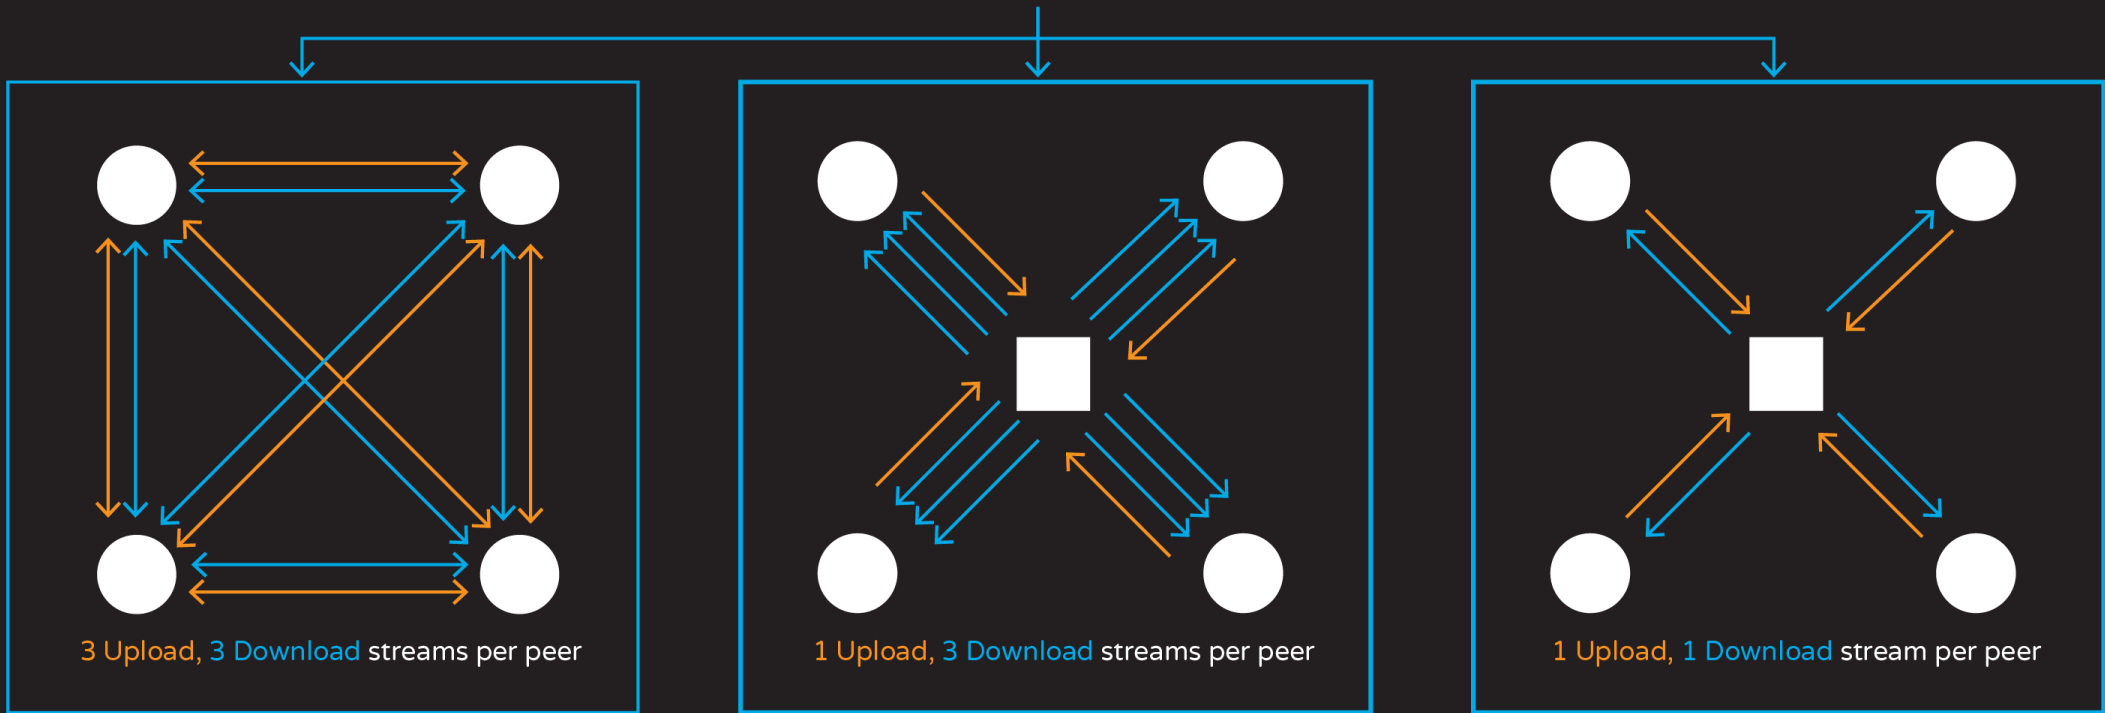 3 Upload, 3 Download streams per peer
1 Upload, 3 Download streams per peer
1 Upload, 1 Download stream per peer